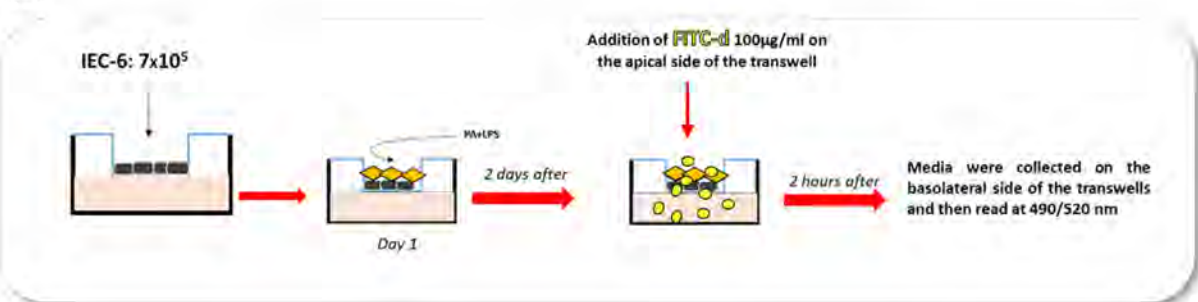 IEC-6: 7x10⁵
PA+LPS
Day 1
2 days after
Addition of FITC-d 100µg/ml on
the apical side of the transwell
2 hours after
Media were collected on the
basolateral side of the transwells
and then read at 490/520 nm